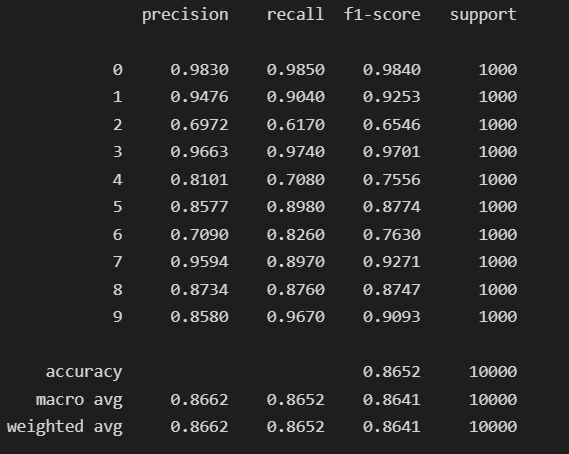 precision recall f1-score support
0 0.9830 0.9850 0.9840 1000
1 0.9476 0.9040 0.9253 1000
2 0.6972 0.6170 0.6546 1000
3 0.9663 0.9740 0.9701 1000
4 0.8101 0.7080 0.7556 1000
5 0.8577 0.8980 0.8774 1000
6 0.7090 0.8260 0.7630 1000
7 0.9594 0.8970 0.9271 1000
8 0.8734 0.8760 0.8747 1000
9 0.8580 0.9670 0.9093 1000
accuracy 0.8652 10000
macro avg 0.8662 0.8652 0.8641 10000
weighted avg 0.8662 0.8652 0.8641 10000